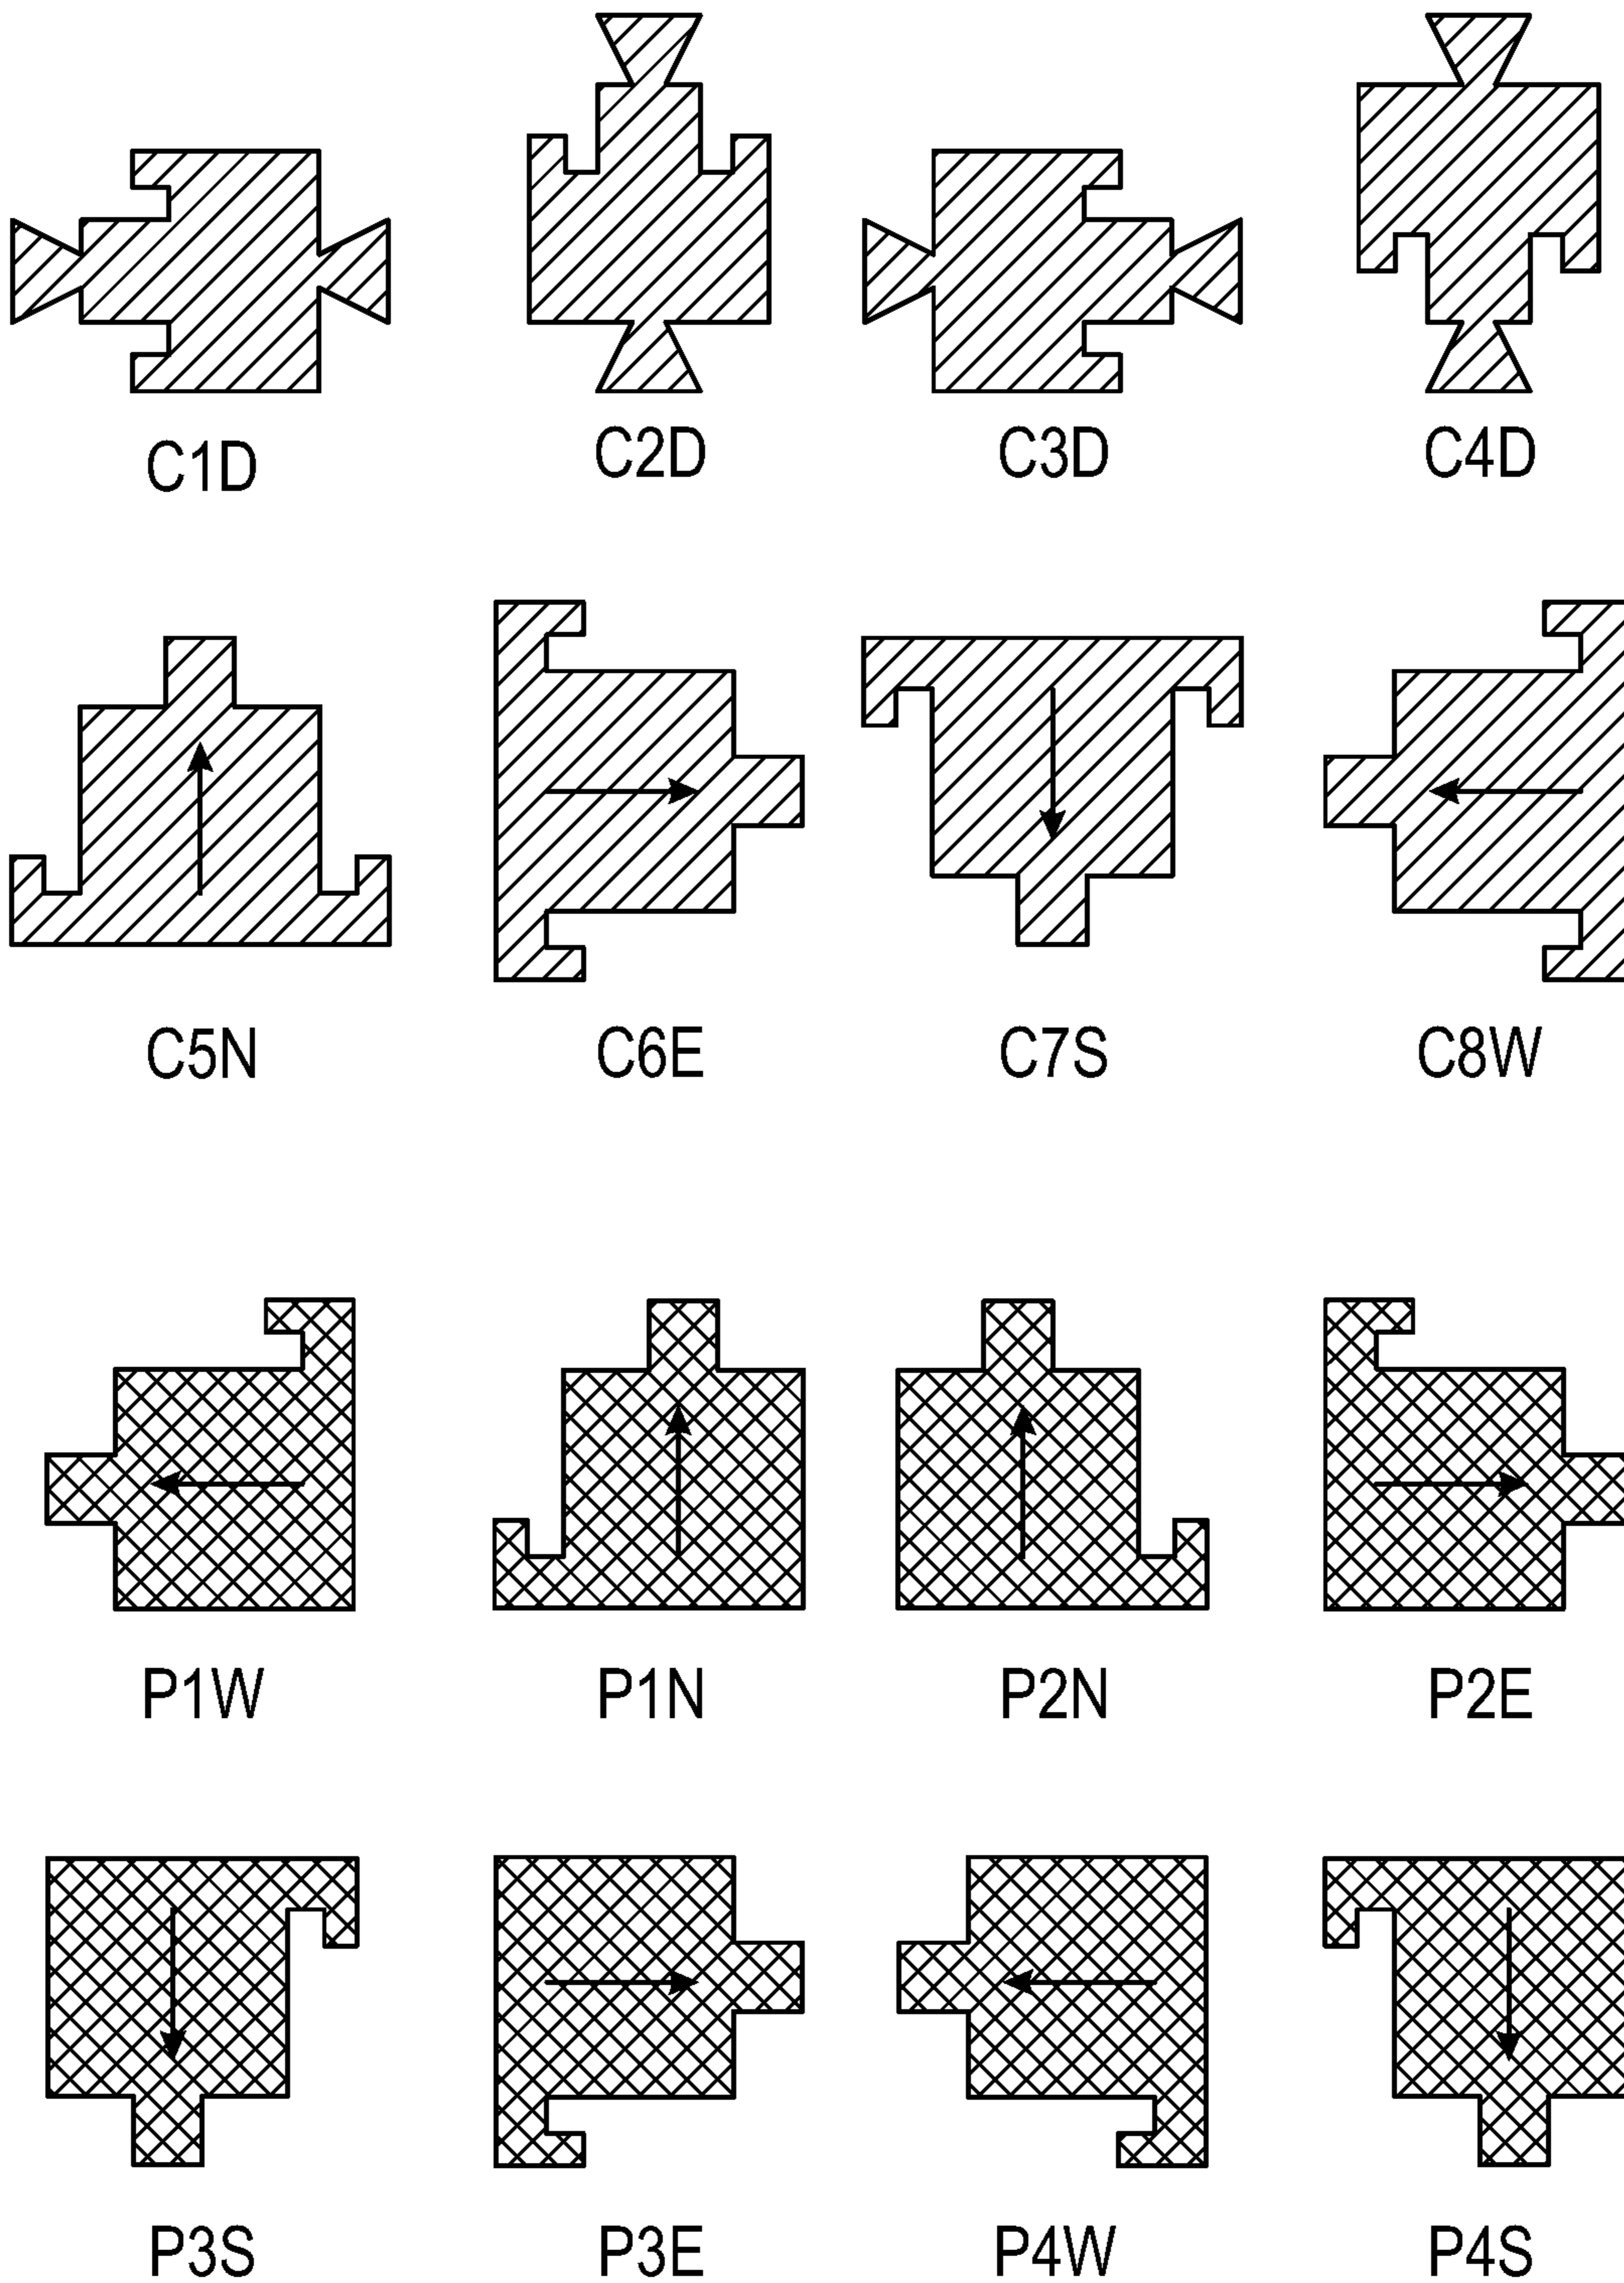 C1D C2D C3D C4D
C5N C6E C7S C8W
P1W P1N P2N P2E
P3S P3E P4W P4S